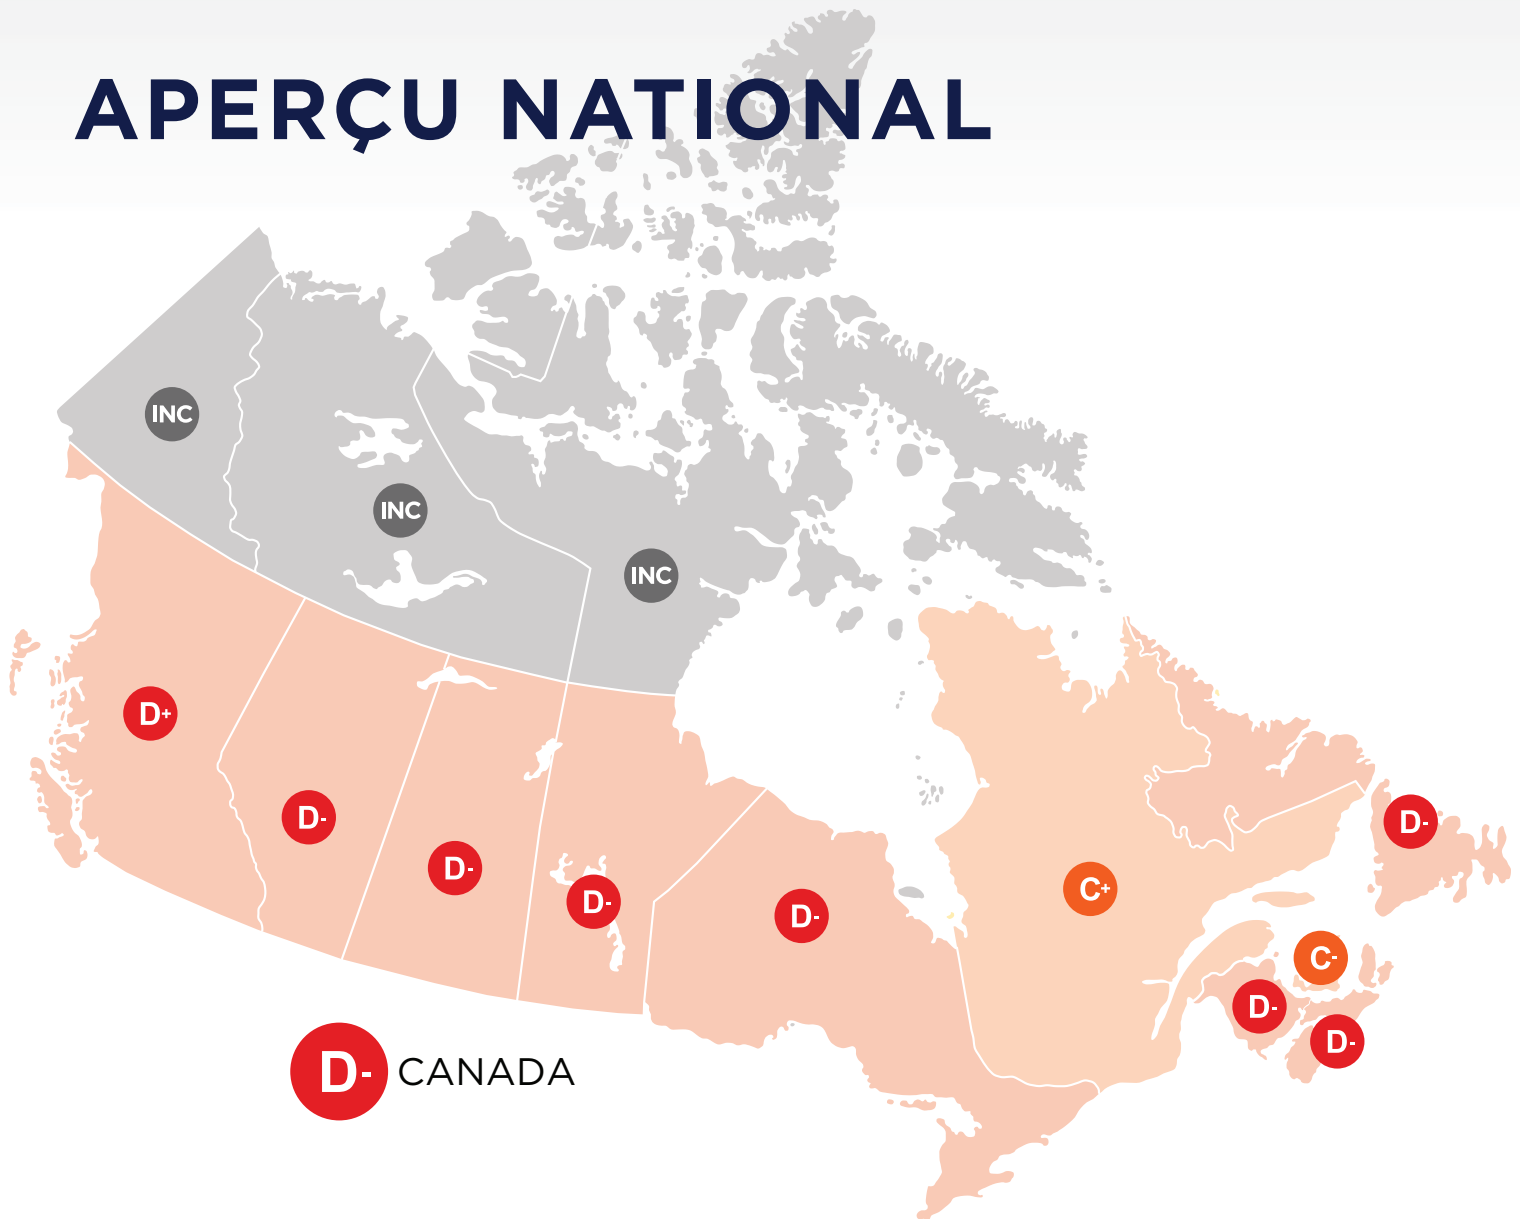 APERÇU NATIONAL
INC
INC
INC
D+
D-
D-
D-
D-
C+
D-
C-
D-
D-
D- CANADA